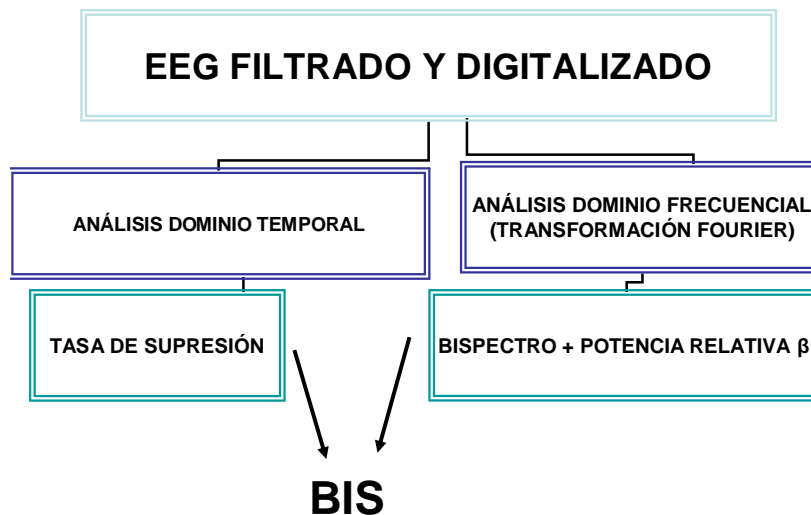 EEG FILTRADO Y DIGITALIZADO
ANÁLISIS DOMINIO TEMPORAL
ANÁLISIS DOMINIO FRECUENCIAL
(TRANSFORMACIÓN FOURIER)
TASA DE SUPRESIÓN
BISPECTRO + POTENCIA RELATIVA β
BIS